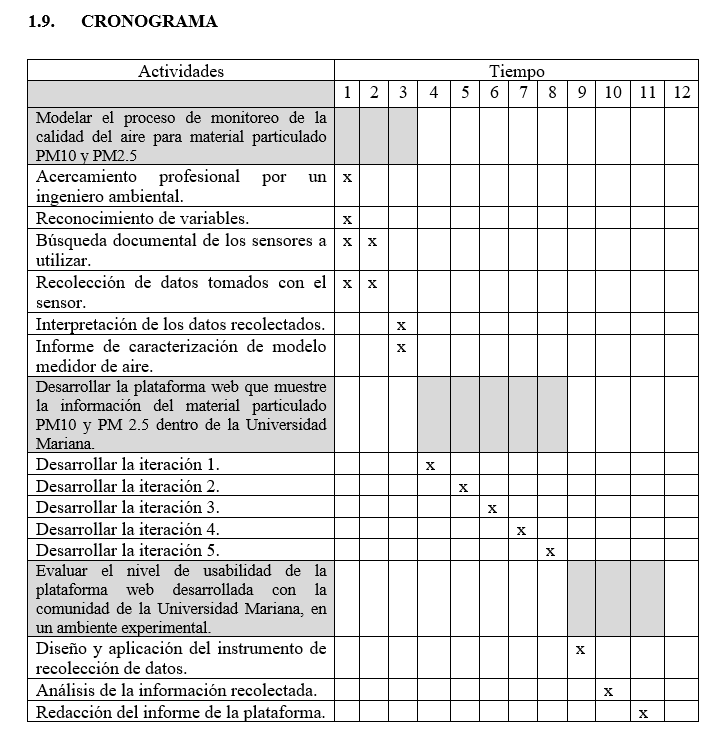 1.9. CRONOGRAMA
Actividades Tiempo
1 2 3 4 5 6 7 8 9 10 11 12
Modelar el proceso de monitoreo de la
calidad del aire para material particulado
PM10 y PM2.5
Acercamiento profesional por un x
ingeniero ambiental.
Reconocimiento de variables. x
Búsqueda documental de los sensores a x x
utilizar.
Recolección de datos tomados con el x x
sensor.
Interpretación de los datos recolectados. x
Informe de caracterización de modelo x
medidor de aire.
Desarrollar la plataforma web que muestre
la información del material particulado
PM10 y PM 2.5 dentro de la Universidad
Mariana.
Desarrollar la iteración 1. x
Desarrollar la iteración 2. x
Desarrollar la iteración 3. x
Desarrollar la iteración 4. x
Desarrollar la iteración 5. x
Evaluar el nivel de usabilidad de la
plataforma web desarrollada con la
comunidad de la Universidad Mariana, en
un ambiente experimental.
Diseño y aplicación del instrumento de x
recolección de datos.
Análisis de la información recolectada. x
Redacción del informe de la plataforma. x